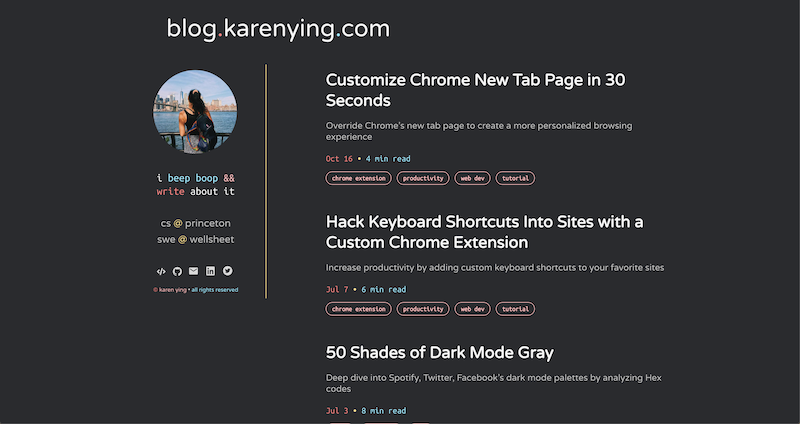 blog.karenying.com
i beep boop &&
write about it
cs @ princeton
swe @ wellsheet
© karen ying • all rights reserved
Customize Chrome New Tab Page in 30
Seconds
Override Chrome's new tab page to create a more personalized browsing
experience
Oct 16 • 4 min read
chrome extension productivity web dev tutorial
Hack Keyboard Shortcuts Into Sites with a
Custom Chrome Extension
Increase productivity by adding custom keyboard shortcuts to your favorite sites
Jul 7 • 6 min read
chrome extension productivity web dev tutorial
50 Shades of Dark Mode Gray
Deep dive into Spotify, Twitter, Facebook's dark mode palettes by analyzing Hex
codes
Jul 3 • 8 min read